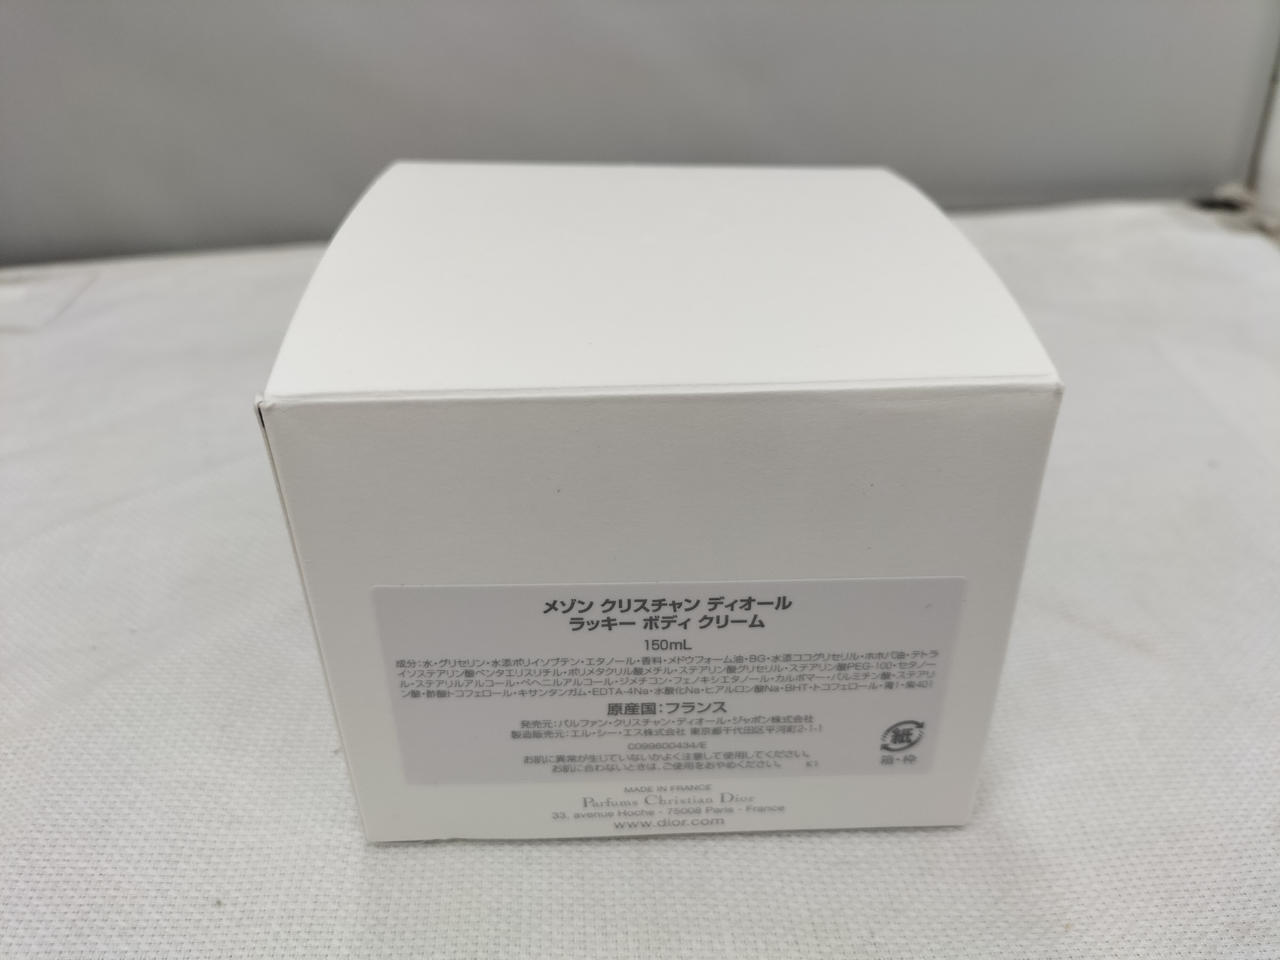 メゾン クリスチャン ディオール
ラッキー ボディ クリーム
150mL
成分：水・グリセリン・水添ポリイソブテン・エタノール・香料・メドウフォーム油・BG・水添ココグリセリル・ホホバ油・テトラ
イソステアリン酸ペンタエリスリチル・ポリメタクリル酸メチル・ステアリン酸グリセリル・ステアリン酸PEG-100・セタノー
ル・ステアリルアルコール・ベヘニルアルコール・ジメチコン・フェノキシエタノール・カルボマー・パルミチン酸・ステアリ
ン酸・酢酸トコフェロール・キサンタンガム・EDTA-4Na・水酸化Na・ヒアルロン酸Na・BHT・トコフェロール・青1・紫401
原産国：フランス
発売元：パルファン・クリスチャン・ディオール・ジャポン株式会社
製造販売元：エル・シー・エス株式会社 東京都千代田区平河町2-1-1
C099600434/E
お肌に異常が生じていないかよく注意して使用してください。
お肌に合わないときは、ご使用をおやめください。 K1
紙
箱・枠
MADE IN FRANCE
Parfums Christian Dior
33, avenue Hoche - 75008 Paris - France
www.dior.com